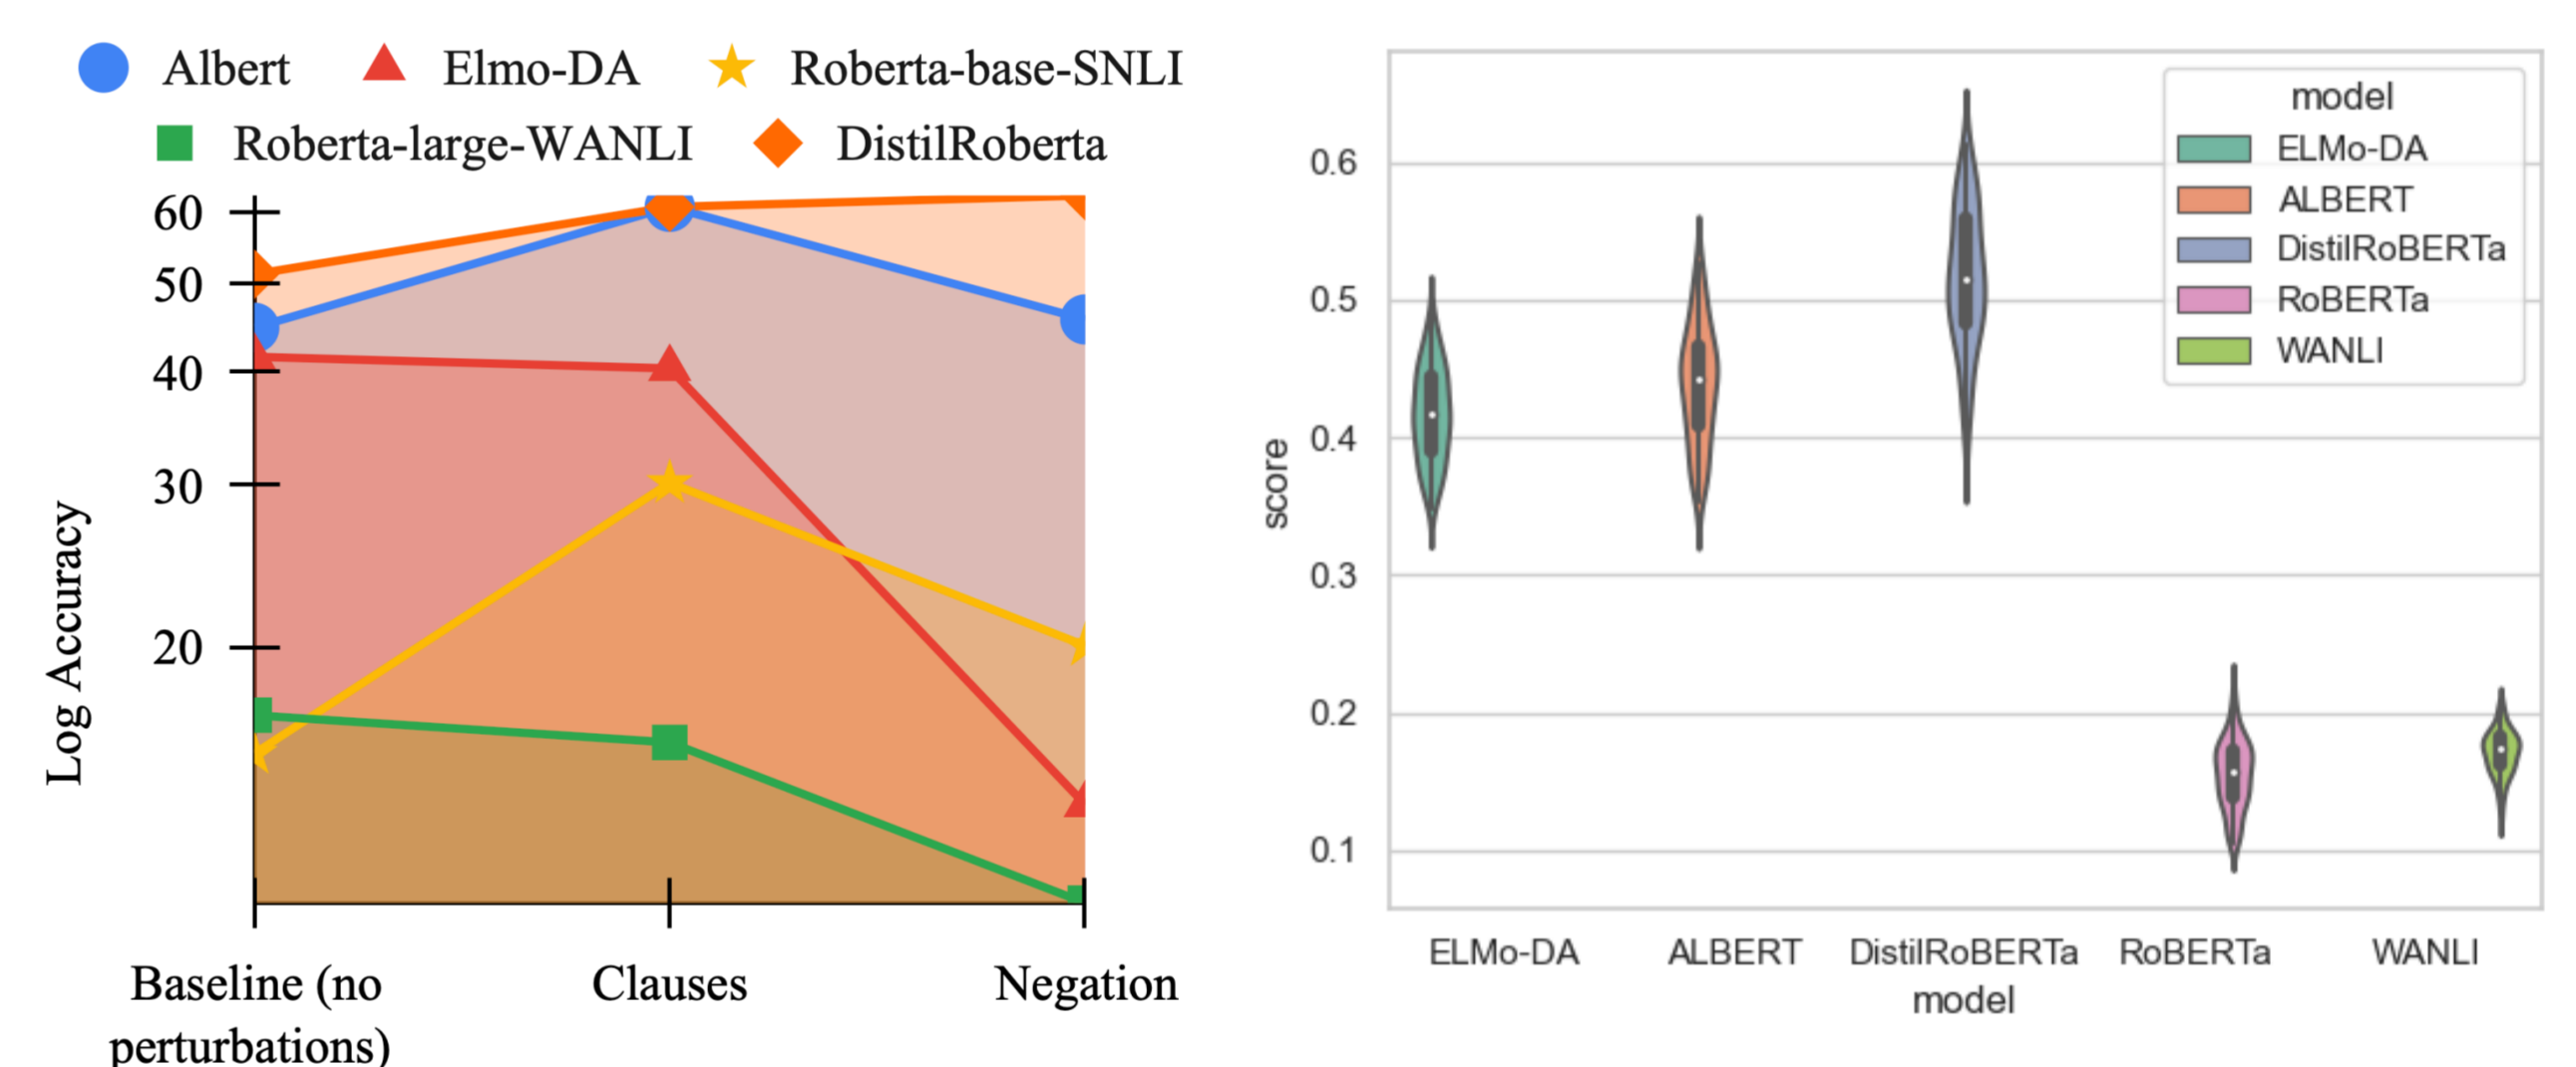 Albert Elmo-DA Roberta-base-SNLI
Roberta-large-WANLI DistilRoberta
60
50
40
30
20
Log Accuracy
Baseline (no
perturbations)
Clauses
Negation
model
ELMo-DA
ALBERT
DistilRoBERTa
RoBERTa
WANLI
0.6
0.5
0.4
0.3
0.2
0.1
score
ELMo-DA ALBERT DistilRoBERTa RoBERTa WANLI
model